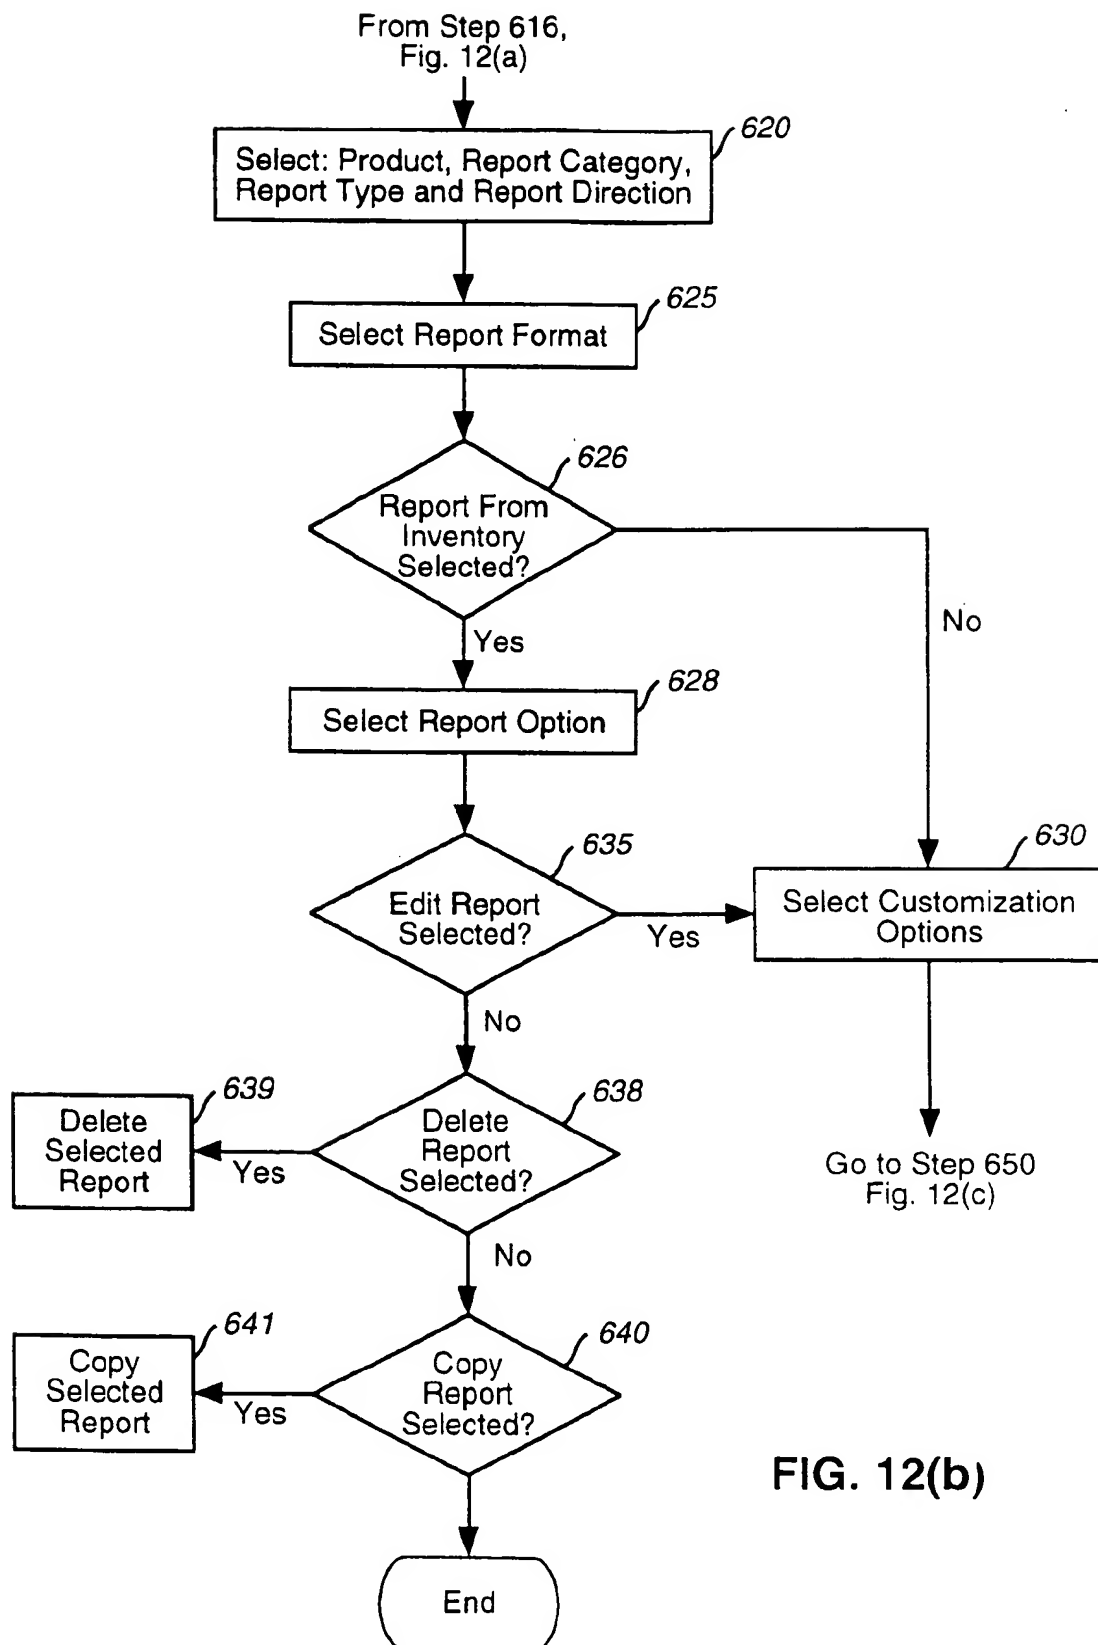 From Step 616,
Fig. 12(a)
620
Select: Product, Report Category,
Report Type and Report Direction
625
Select Report Format
626
Report From
Inventory
Selected?
No
Yes
628
Select Report Option
635
Edit Report
Selected?
Yes
630
Select Customization
Options
No
639
Delete
Selected
Report
Yes
638
Delete
Report
Selected?
Go to Step 650
Fig. 12(c)
No
641
Copy
Selected
Report
Yes
640
Copy
Report
Selected?
FIG. 12(b)
End